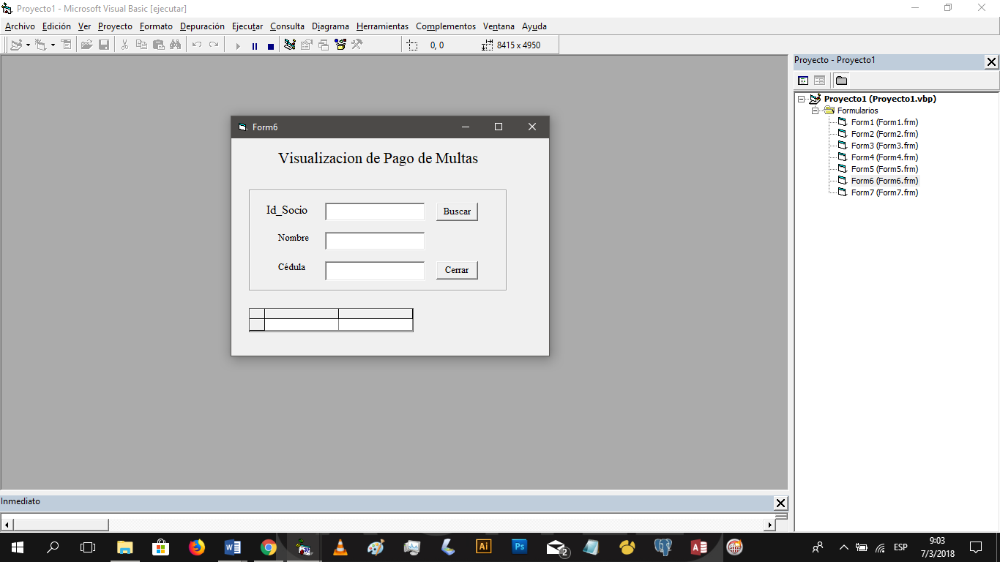 Proyecto1 - Microsoft Visual Basic [ejecutar]
Archivo Edición Ver Proyecto Formato Depuración Ejecutar Consulta Diagrama Herramientas Complementos Ventana Ayuda
0, 0 8415 x 4950
Proyecto - Proyecto1
Proyecto1 (Proyecto1.vbp)
Formularios
Form1 (Form1.frm)
Form2 (Form2.frm)
Form3 (Form3.frm)
Form4 (Form4.frm)
Form5 (Form5.frm)
Form6 (Form6.frm)
Form7 (Form7.frm)
Form6
Visualizacion de Pago de Multas
Id_Socio Buscar
Nombre
Cédula Cerrar
Inmediato
W Ai Ps 2 A ESP
9:03
7/3/2018